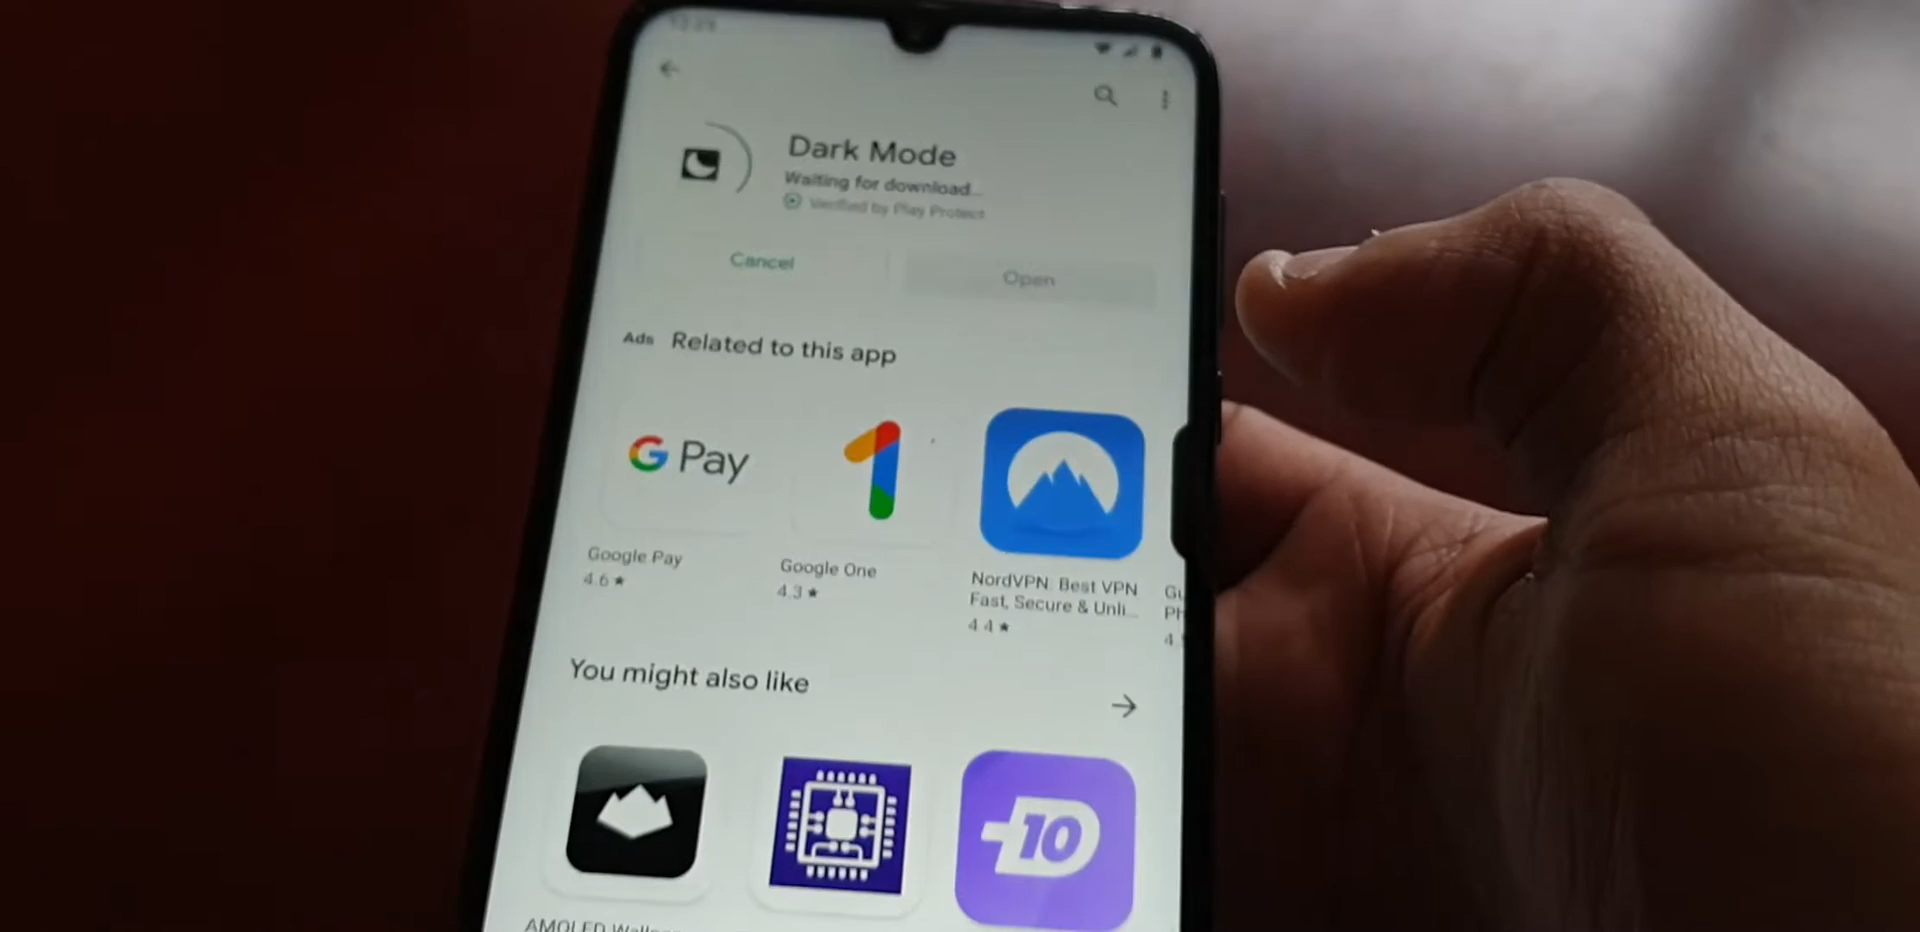 Dark Mode
Waiting for download...
Verified by Play Protect
Cancel
Open
Ads Related to this app
G Pay
Google Pay
4.6 ★
Google One
4.3 ★
NordVPN: Best VPN
Fast, Secure & Unli...
4.4 ★
You might also like
10
AMOLED